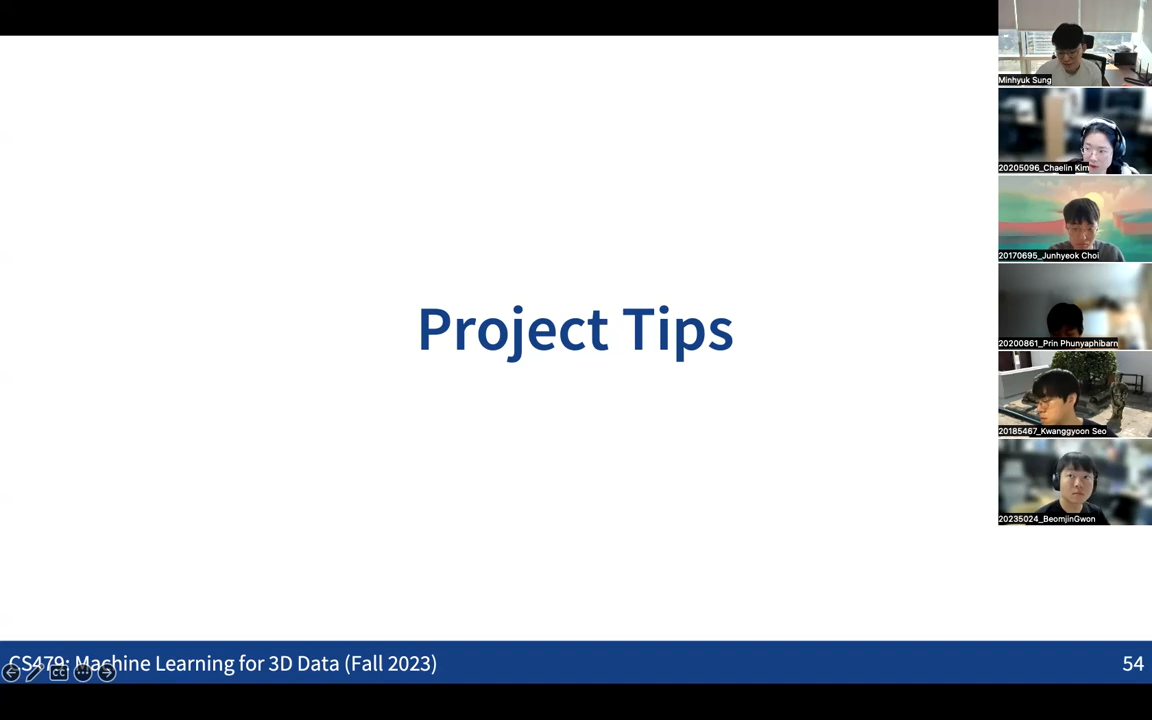 Project Tips
CS479: Machine Learning for 3D Data (Fall 2023)
54
CC
Minhyuk Sung
20205096_Chaelin Kim
20170695_Junhyeok Choi
20200861_Prin Phunyaphibarn
20185467_Kwanggyoon Seo
20235024_BeomjinGwon